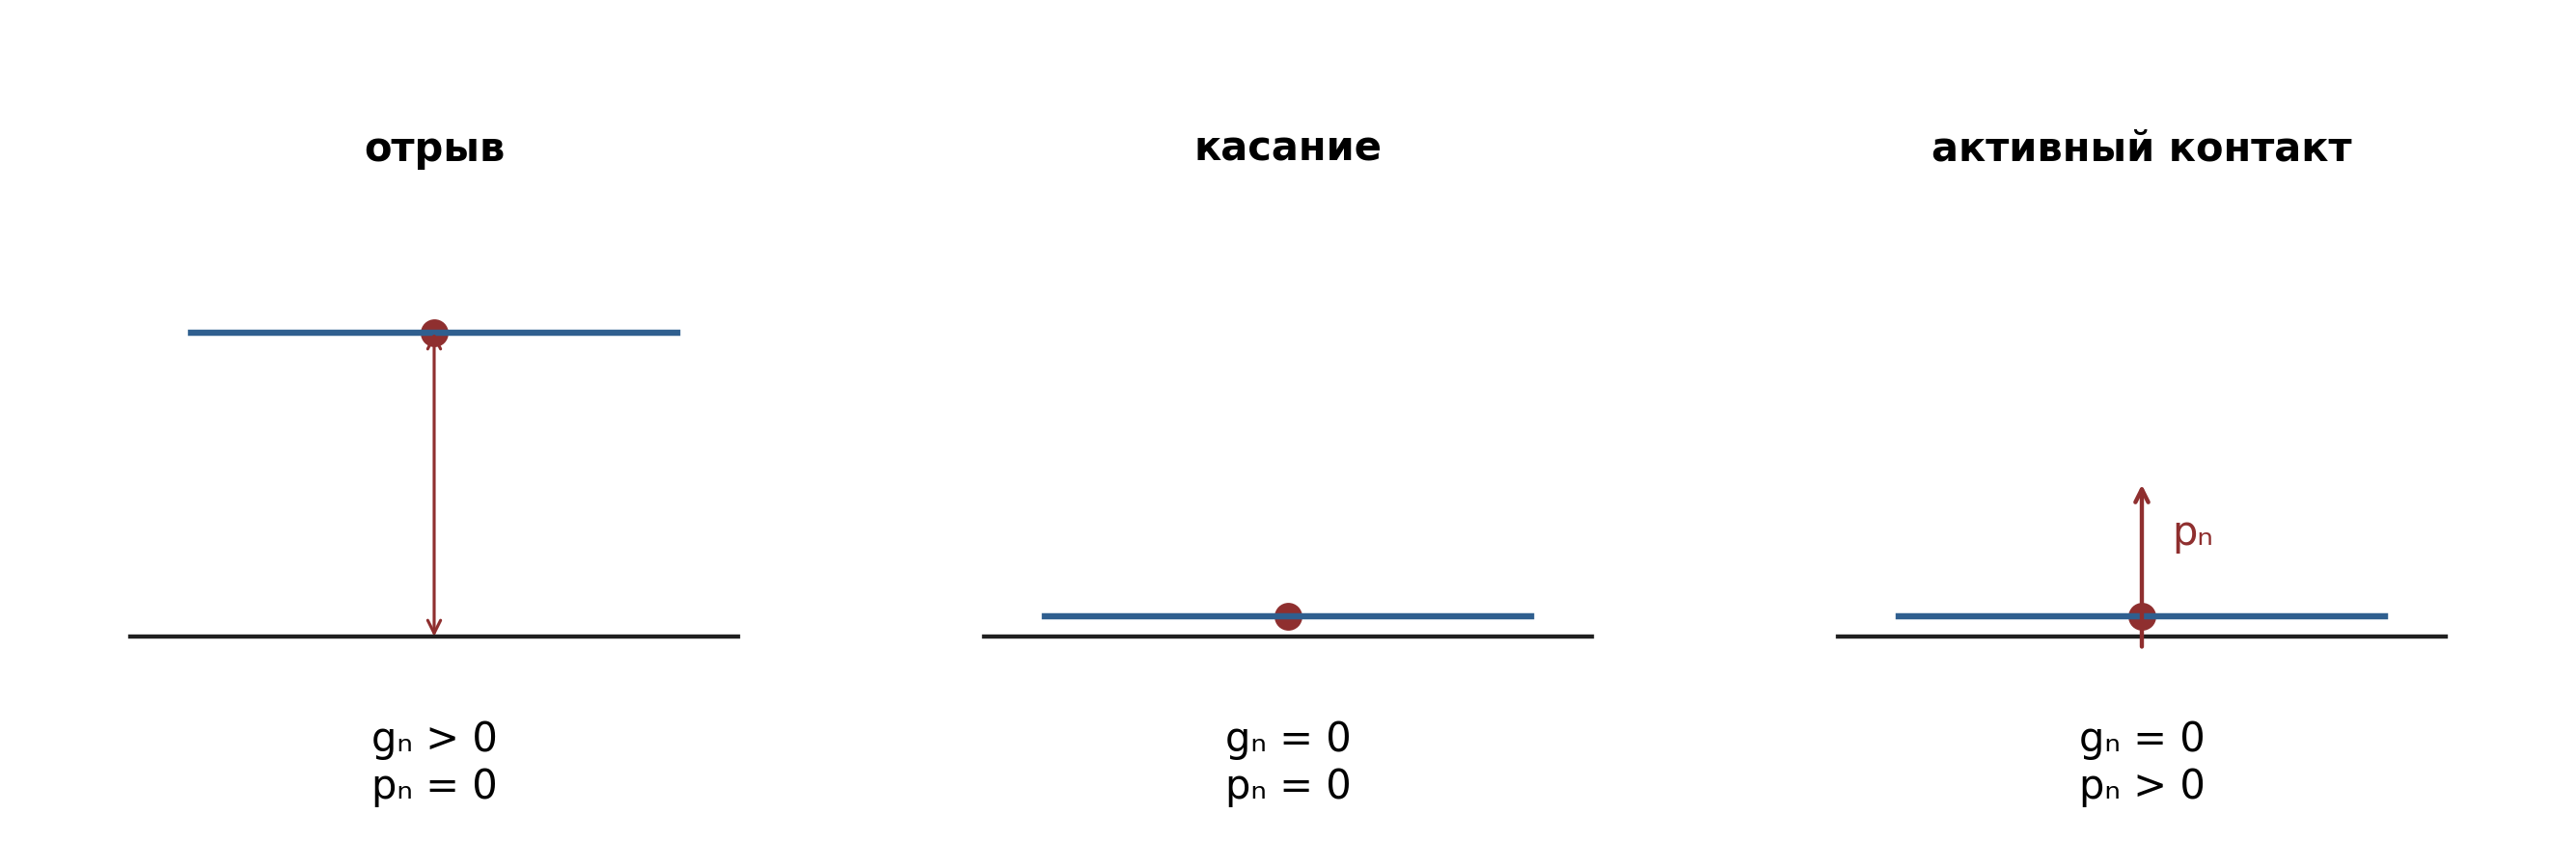 отрыв
касание
активный контакт
pₙ
gₙ > 0
pₙ = 0
gₙ = 0
pₙ = 0
gₙ = 0
pₙ > 0